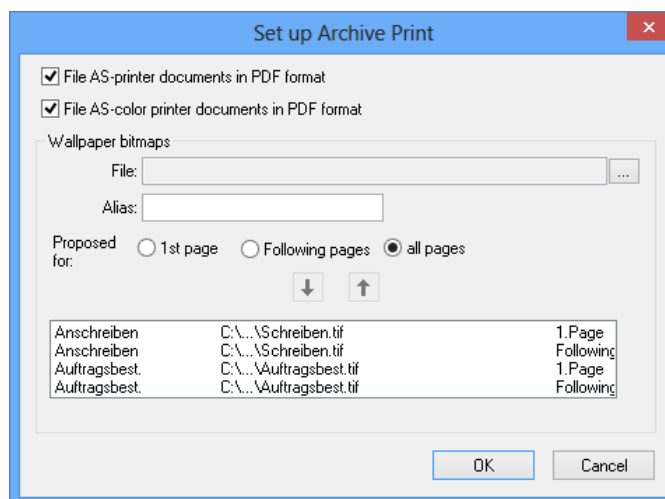 Set up Archive Print
File AS-printer documents in PDF format
File AS-color printer documents in PDF format
Wallpaper bitmaps
File:
...
Alias:
Proposed for:
1st page
Following pages
all pages
Anschreiben C:\...\Schreiben.tif 1.Page
Anschreiben C:\...\Schreiben.tif Following
Auftragsbest. C:\...\Auftragsbest.tif 1.Page
Auftragsbest. C:\...\Auftragsbest.tif Following
OK
Cancel